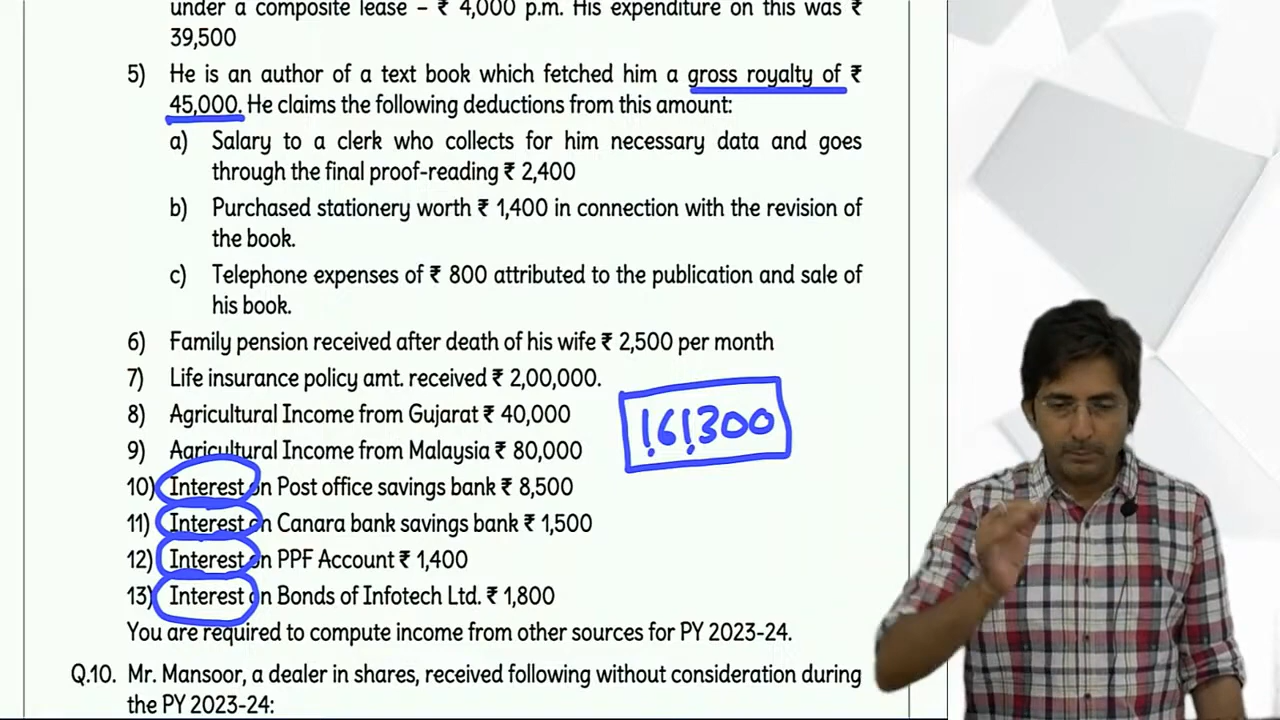 under a composite lease – ₹ 4,000 p.m. His expenditure on this was ₹
39,500
5) He is an author of a text book which fetched him a gross royalty of ₹
45,000. He claims the following deductions from this amount:
a) Salary to a clerk who collects for him necessary data and goes
through the final proof-reading ₹ 2,400
b) Purchased stationery worth ₹ 1,400 in connection with the revision of
the book.
c) Telephone expenses of ₹ 800 attributed to the publication and sale of
his book.
6) Family pension received after death of his wife ₹ 2,500 per month
7) Life insurance policy amt. received ₹ 2,00,000.
8) Agricultural Income from Gujarat ₹ 40,000
161300
9) Agricultural Income from Malaysia ₹ 80,000
10) Interest on Post office savings bank ₹ 8,500
11) Interest on Canara bank savings bank ₹ 1,500
12) Interest on PPF Account ₹ 1,400
13) Interest on Bonds of Infotech Ltd. ₹ 1,800
You are required to compute income from other sources for PY 2023-24.
Q.10. Mr. Mansoor, a dealer in shares, received following without consideration during
the PY 2023-24: